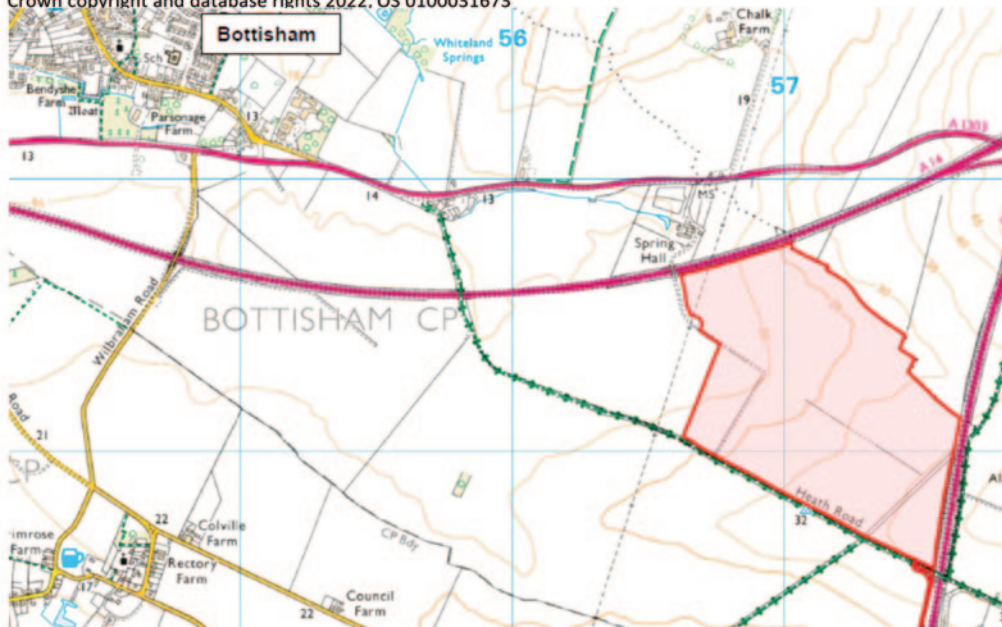 Crown copyright and database rights 2022, OS 0100031673
Bottisham
Chalk
Farm
Whiteland
Springs
56
57
Sch
Bendyshe
Farm
Moat
Parsonage
Farm
13
19
A 14
13
14
13
MS
Spring
Hall
BOTTISHAM CP
Wilbraham Road
Road
21
CP
Heath Road
32
CP Bdy
22
Colville
Farm
imrose
Farm
Rectory
Farm
17
Council
Farm
22